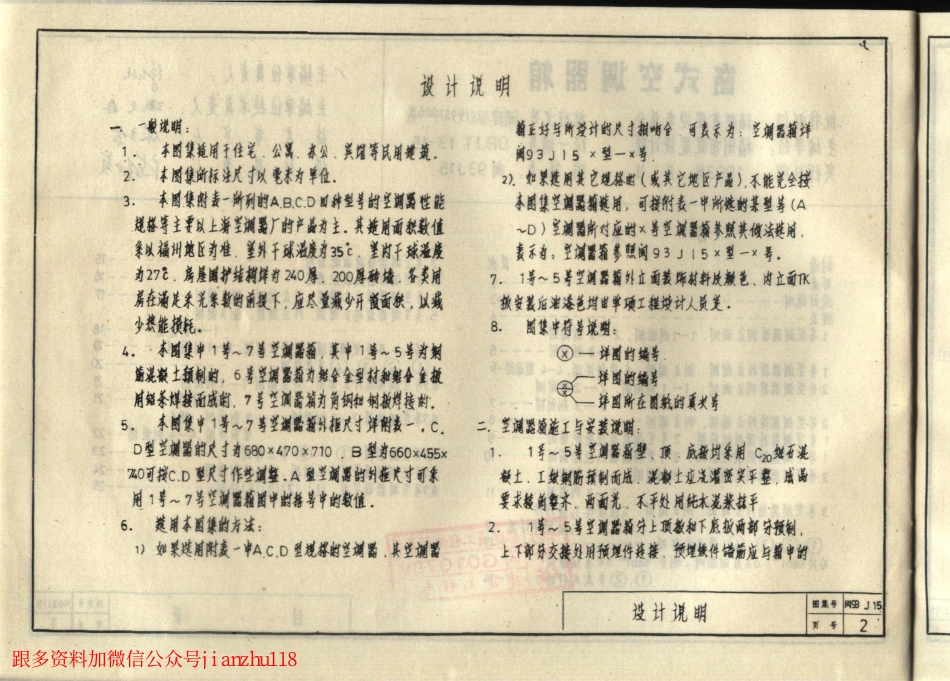 设计说明
一. 一般说明:
1. 本图集适用于住宅、公寓、办公、宾馆等民用建筑。
2. 本图集所标注尺寸以毫米为单位。
3. 本图集附表一所列的A.B.C.D四种型号的空调器性能
规格等主要以上海空调器厂的产品为主。其适用面积数值
系以福州地区为准,室外干球温度为35℃,室内干球温度
为27℃,房屋围护结构详为240厚、200厚砖墙,各类用
房在满足采光系数的前提下,应尽量减少开窗面积,以减
少热能损耗。
4. 本图集中1号~7号空调器箱,其中1号~5号为钢
筋混凝土预制的,6号空调器箱为铝合金型材和铝合金板
用铝条焊接而成的,7号空调器箱为角钢和钢板焊接的。
5. 本图集中1号~7号空调器箱外框尺寸详附表一。C.
D型空调器的尺寸为680×470×710,B型为660×455×
740可按C.D型尺寸作些调整。A型空调器的外框尺寸可采
用1号~7号空调器箱图中的括号中的数值。
6. 选用本图集的方法:
1) 如果选用附表一中A.C.D型规格的空调器,其空调器
箱正好与所设计的尺寸相吻合,可表示为:空调器箱详
闽93J15×型—×号.
2). 如果选用其它规格的(或其它地区产品),不能完全按
本图集空调器箱选用,可按附表一中所选的某型号(A
~D)空调器所对应的×号空调器箱参照其做法选用,
表示为:空调器箱参照闽93J15×型—×号。
7. 1号~5号空调器箱外立面装饰材料及颜色、内立面TK
板安装后油漆色均由单项工程设计人员定。
8. 图集中符号说明:
×—详图的编号
—详图的编号
—详图所在图纸的页次号
二. 空调器箱施工与安装说明:
1. 1号~5号空调器箱壁、顶、底板均采用C20细石混
凝土、工级钢筋预制而成,混凝土应浇灌密实平整,成品
要求棱角整齐、两面光、不平处用纯水泥浆抹平
2. 1号~5号空调器箱分上顶板和下底板两部分预制,
上下部分交接处用预埋件连接,预埋铁件锚筋应与箱中的
设计说明
图集号 闽93 J 15
页号 2
跟多资料加微信公众号jianzhu118